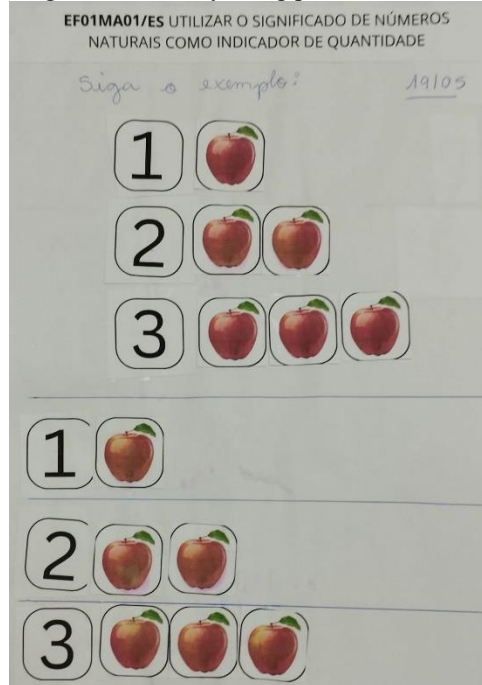 EF01MA01/ES UTILIZAR O SIGNIFICADO DE NÚMEROS
NATURAIS COMO INDICADOR DE QUANTIDADE
Siga o exemplo: 19/05
1
2
3
1
2
3